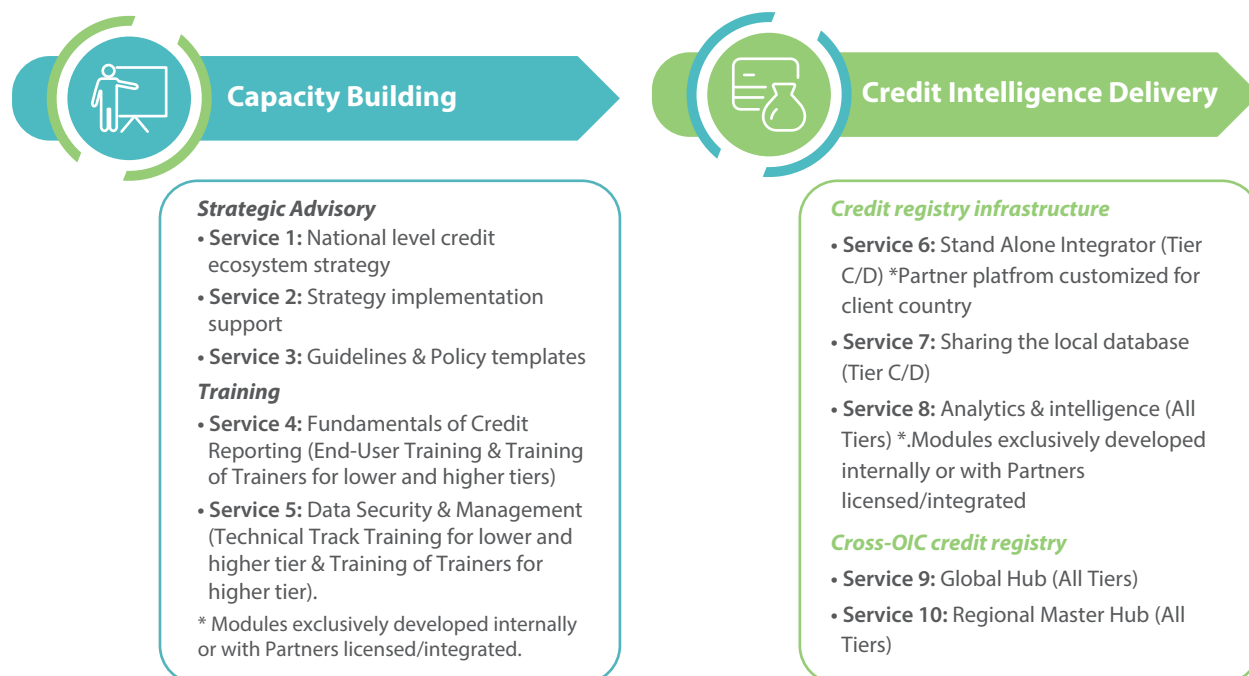 Capacity Building
Strategic Advisory
• Service 1: National level credit
ecosystem strategy
• Service 2: Strategy implementation
support
• Service 3: Guidelines & Policy templates
Training
• Service 4: Fundamentals of Credit
Reporting (End-User Training & Training
of Trainers for lower and higher tiers)
• Service 5: Data Security & Management
(Technical Track Training for lower and
higher tier & Training of Trainers for
higher tier).
* Modules exclusively developed internally
or with Partners licensed/integrated.
Credit Intelligence Delivery
Credit registry infrastructure
• Service 6: Stand Alone Integrator (Tier
C/D) *Partner platfrom customized for
client country
• Service 7: Sharing the local database
(Tier C/D)
• Service 8: Analytics & intelligence (All
Tiers) *.Modules exclusively developed
internally or with Partners
licensed/integrated
Cross-OIC credit registry
• Service 9: Global Hub (All Tiers)
• Service 10: Regional Master Hub (All
Tiers)